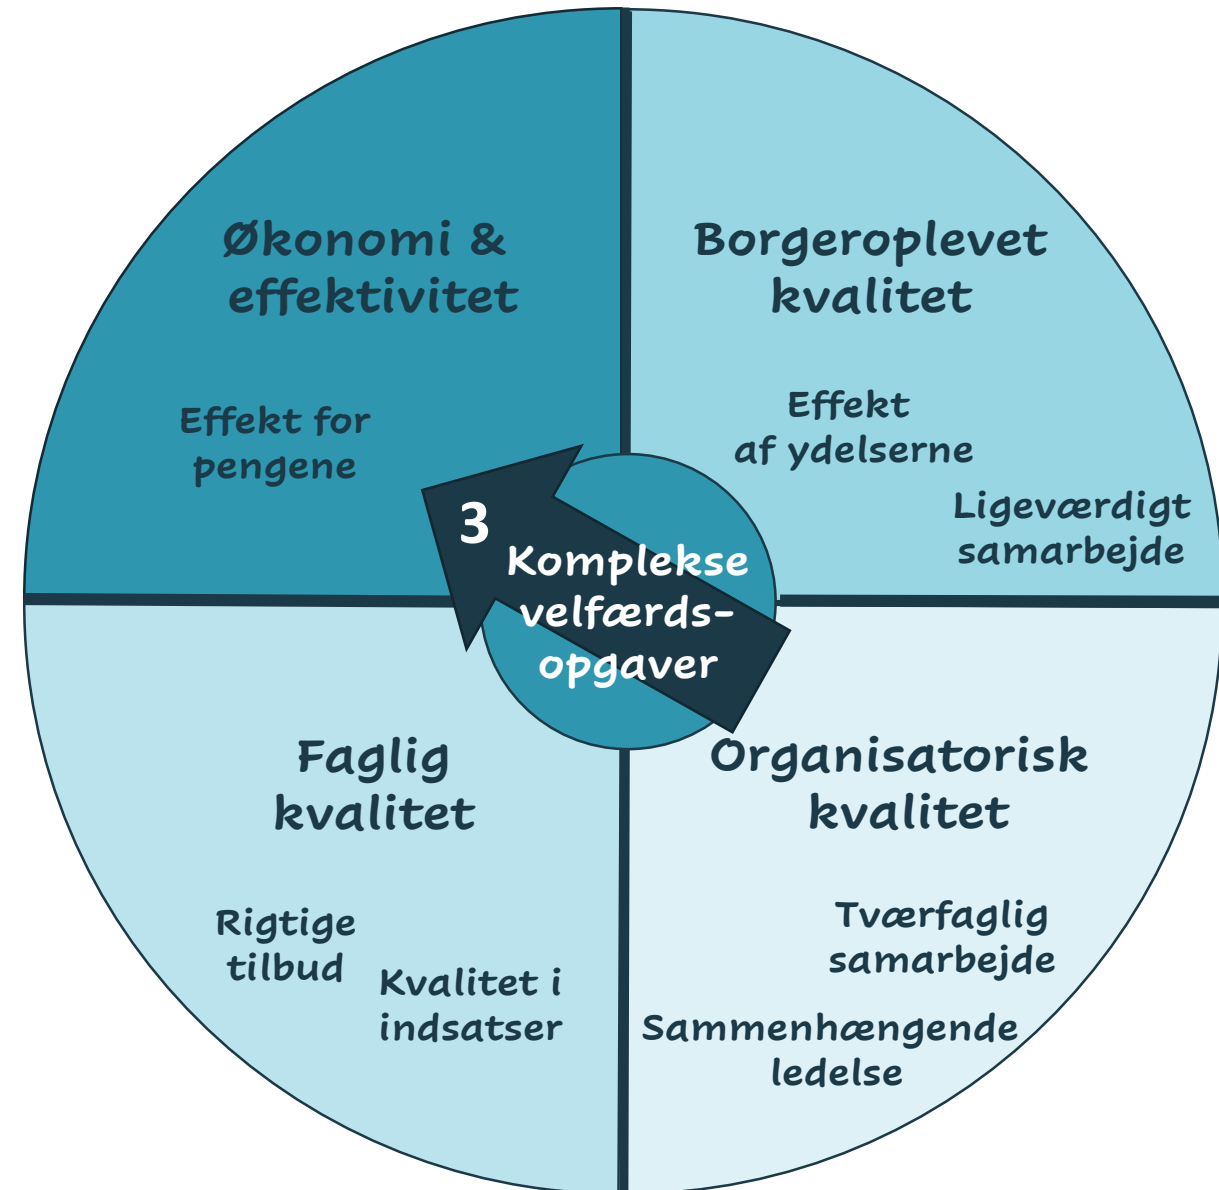 Økonomi &
effektivitet
Effekt for
pengene
Borgeroplevet
kvalitet
Effekt
af ydelserne
Ligeværdigt
samarbejde
3
Komplekse
velfærds-
opgaver
Faglig
kvalitet
Rigtige
tilbud
Kvalitet i
indsatser
Organisatorisk
kvalitet
Tværfaglig
samarbejde
Sammenhængende
ledelse